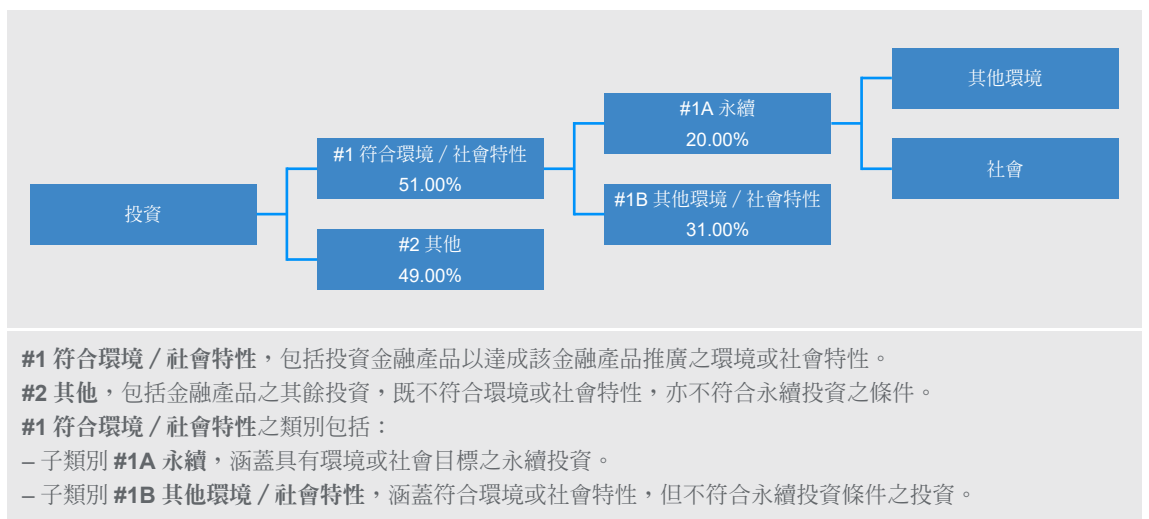 其他環境
#1A 永續
20.00%
社會
#1 符合環境 / 社會特性
51.00%
#1B 其他環境 / 社會特性
31.00%
投資
#2 其他
49.00%
#1 符合環境 / 社會特性，包括投資金融產品以達成該金融產品推廣之環境或社會特性。
#2 其他，包括金融產品之其餘投資，既不符合環境或社會特性，亦不符合永續投資之條件。
#1 符合環境 / 社會特性之類別包括：
– 子類別 #1A 永續，涵蓋具有環境或社會目標之永續投資。
– 子類別 #1B 其他環境 / 社會特性，涵蓋符合環境或社會特性，但不符合永續投資條件之投資。